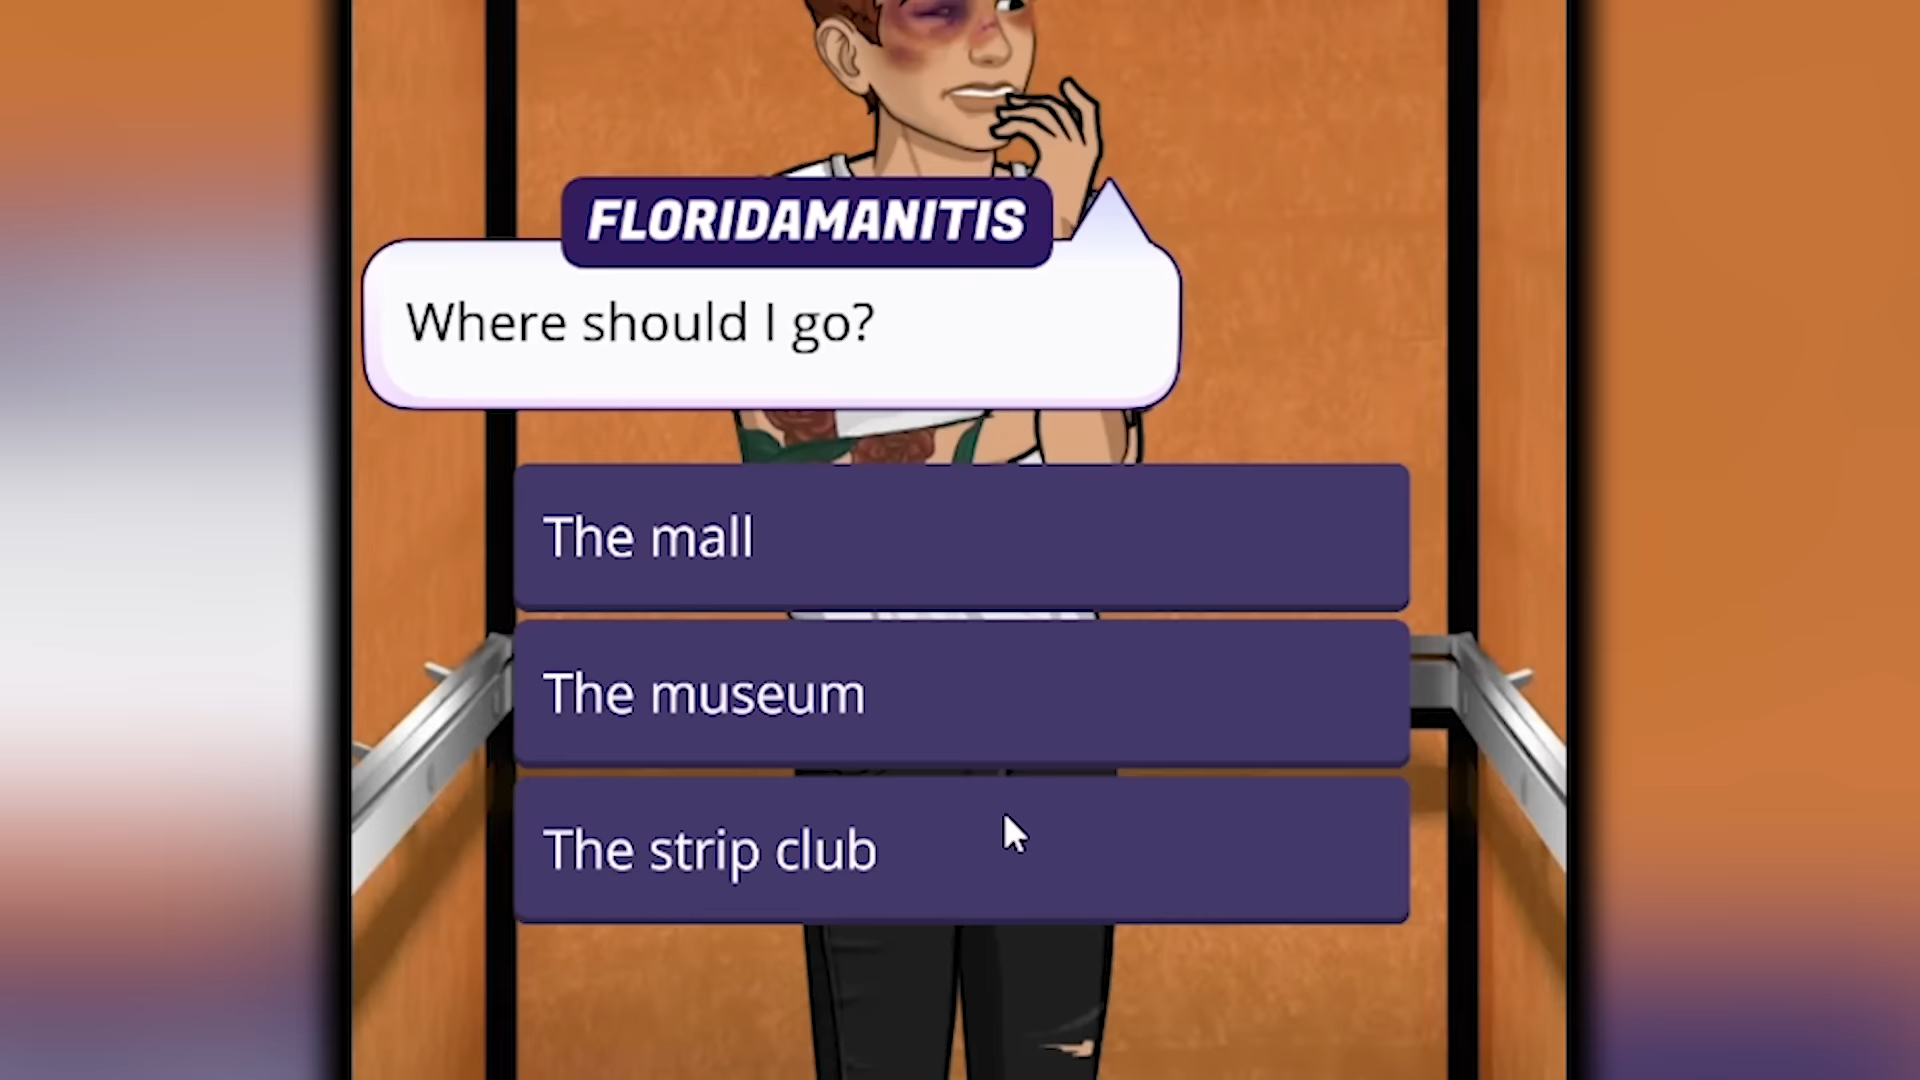 FLORIDAMANITIS
Where should I go?
The mall
The museum
The strip club